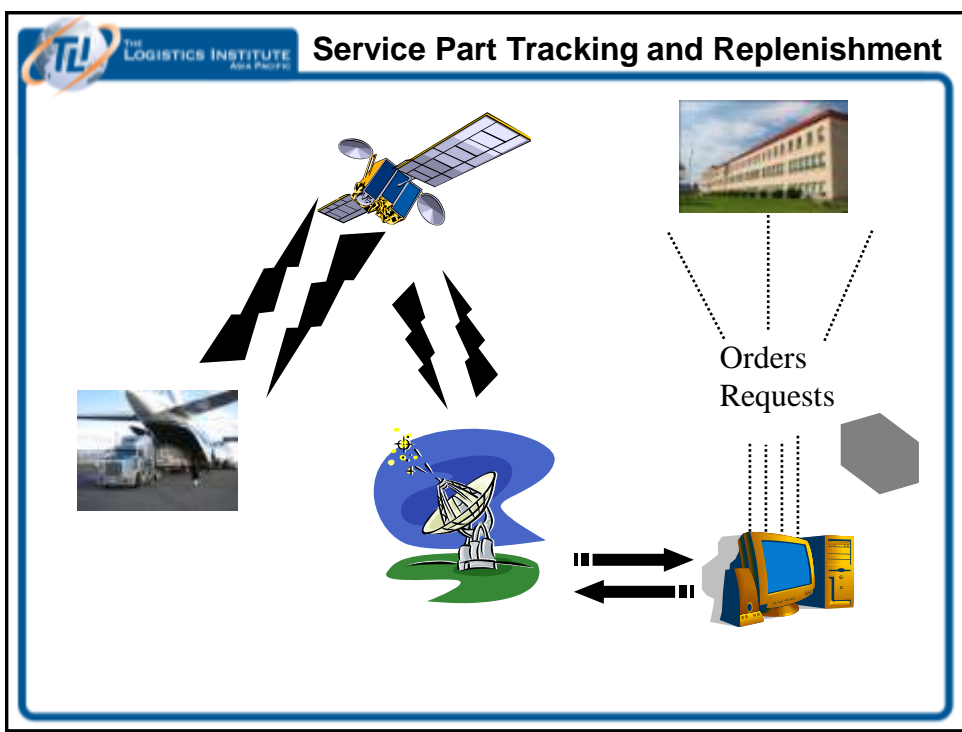 TLI
THE
LOGISTICS INSTITUTE
ASIA PACIFIC
Service Part Tracking and Replenishment
Orders
Requests